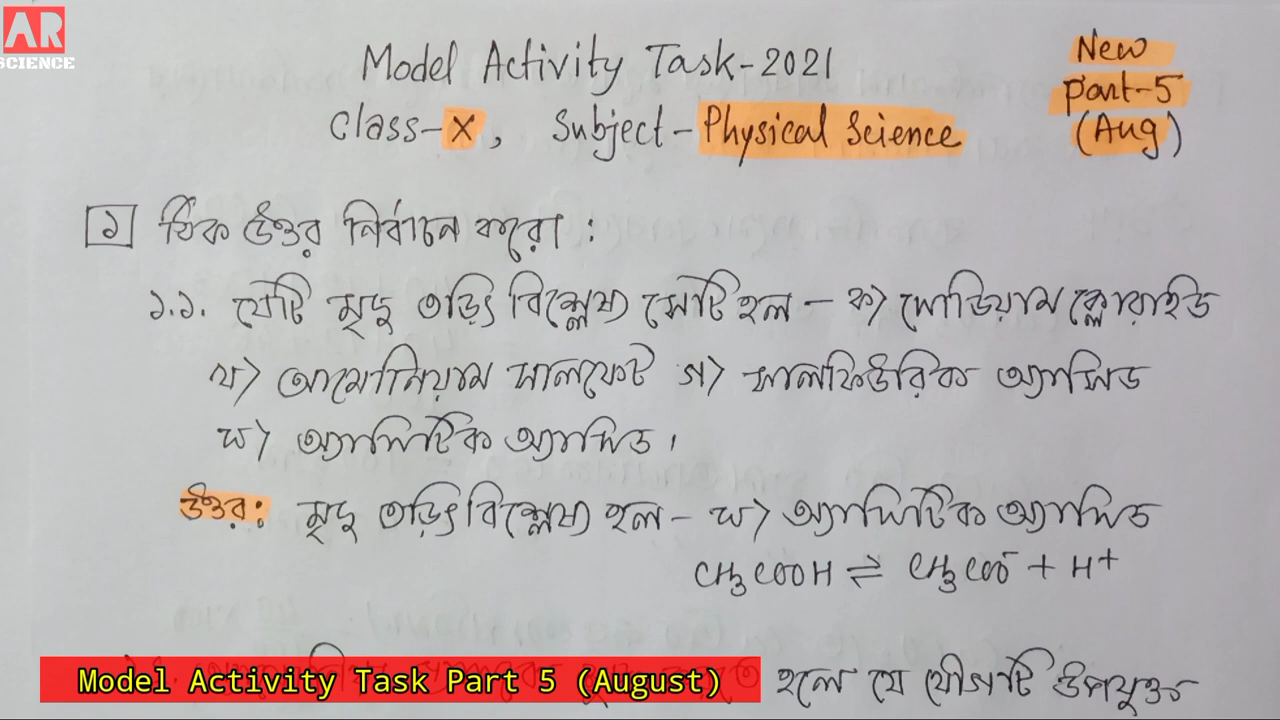 AR
SCIENCE
Model Activity Task-2021
New
Part-5
(Aug)
Class-X, Subject-Physical Science
১ ঠিক উত্তর নির্বাচন করো :
১.১. যেটি মৃদু তড়িৎ বিশ্লেষ্য সেটি হল – ক) সোডিয়াম ক্লোরাইড
খ) আমোনিয়াম সালফেট গ) সালফিউরিক অ্যাসিড
ঘ) অ্যাসিটিক অ্যাসিড।
উত্তর: মৃদু তড়িৎ বিশ্লেষ্য হল – ঘ) অ্যাসিটিক অ্যাসিড
CH₃COOH ⇌ CH₃COO⁻ + H⁺
হলে যে যৌগটি উপযুক্ত
Model Activity Task Part 5 (August)